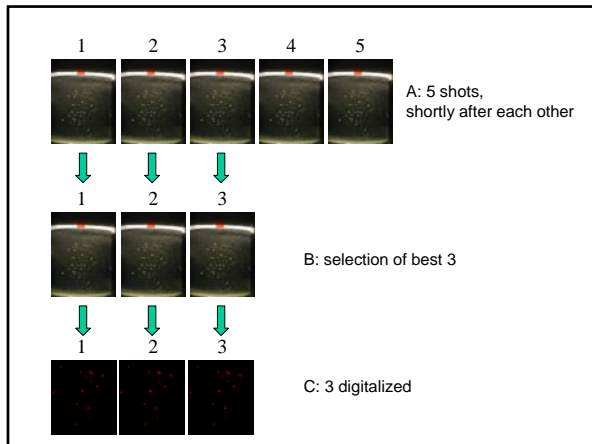 1 2 3 4 5
A: 5 shots,
shortly after each other
1 2 3
B: selection of best 3
1 2 3
C: 3 digitalized